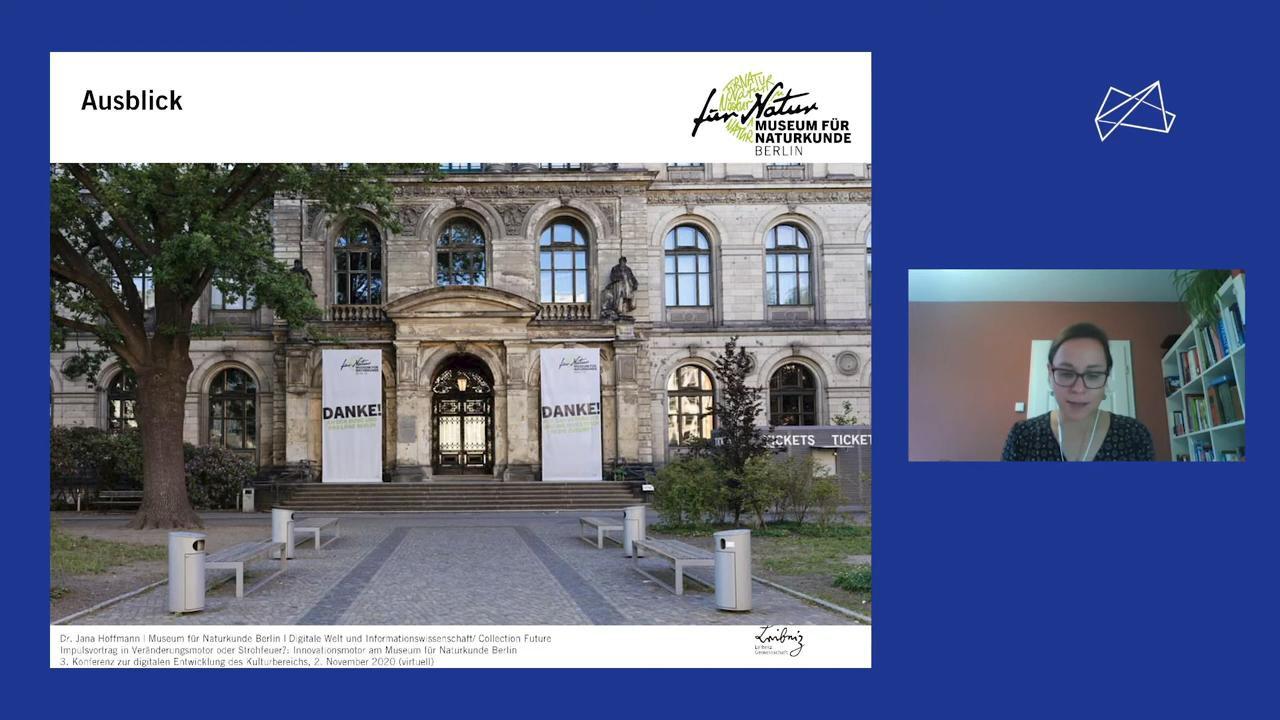 Ausblick
für Natur
MUSEUM FÜR
NATURKUNDE
BERLIN
DANKE!
DANKE!
TICKETS TICKET
Dr. Jana Hoffmann | Museum für Naturkunde Berlin | Digitale Welt und Informationswissenschaft/ Collection Future
Impulsvortrag in Veränderungsmotor oder Strohfeuer?: Innovationsmotor am Museum für Naturkunde Berlin
3. Konferenz zur digitalen Entwicklung des Kulturbereichs, 2. November 2020 (virtuell)
Leibniz
Leibniz
Gemeinschaft